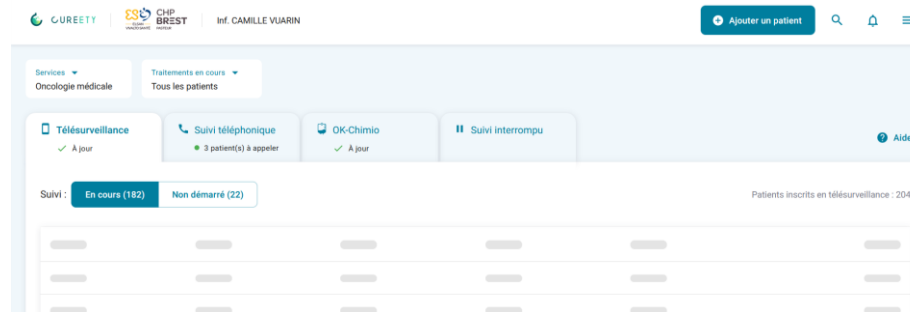 CUREETY
CHP
BREST
Inf. CAMILLE VUARIN
Ajouter un patient
Services
Oncologie médicale
Traitements en cours
Tous les patients
Télésurveillance
À jour
Suivi téléphonique
3 patient(s) à appeler
OK-Chimio
À jour
Suivi interrompu
Aide
Suivi :
En cours (182)
Non démarré (22)
Patients inscrits en télésurveillance : 204